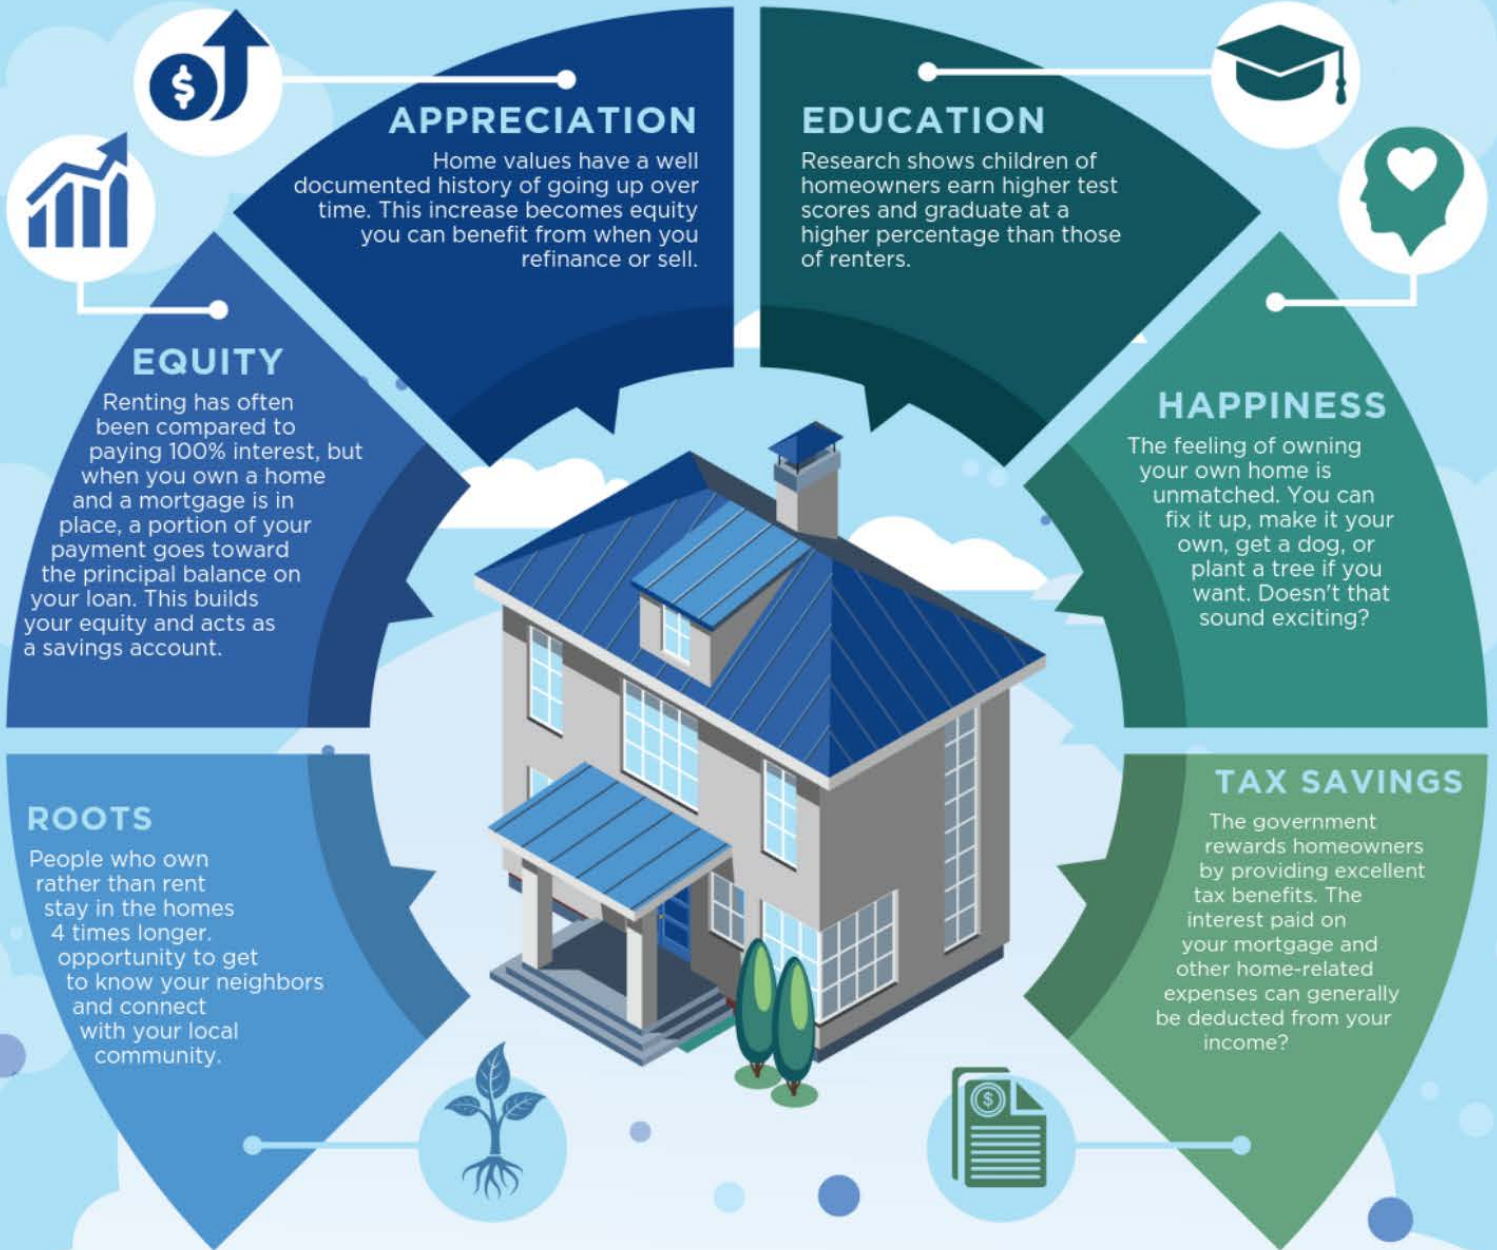 APPRECIATION
Home values have a well
documented history of going up over
time. This increase becomes equity
you can benefit from when you
refinance or sell.
EDUCATION
Research shows children of
homeowners earn higher test
scores and graduate at a
higher percentage than those
of renters.
EQUITY
Renting has often
been compared to
paying 100% interest, but
when you own a home
and a mortgage is in
place, a portion of your
payment goes toward
the principal balance on
your loan. This builds
your equity and acts as
a savings account.
HAPPINESS
The feeling of owning
your own home is
unmatched. You can
fix it up, make it your
own, get a dog, or
plant a tree if you
want. Doesn't that
sound exciting?
ROOTS
People who own
rather than rent
stay in the homes
4 times longer.
opportunity to get
to know your neighbors
and connect
with your local
community.
TAX SAVINGS
The government
rewards homeowners
by providing excellent
tax benefits. The
interest paid on
your mortgage and
other home-related
expenses can generally
be deducted from your
income?